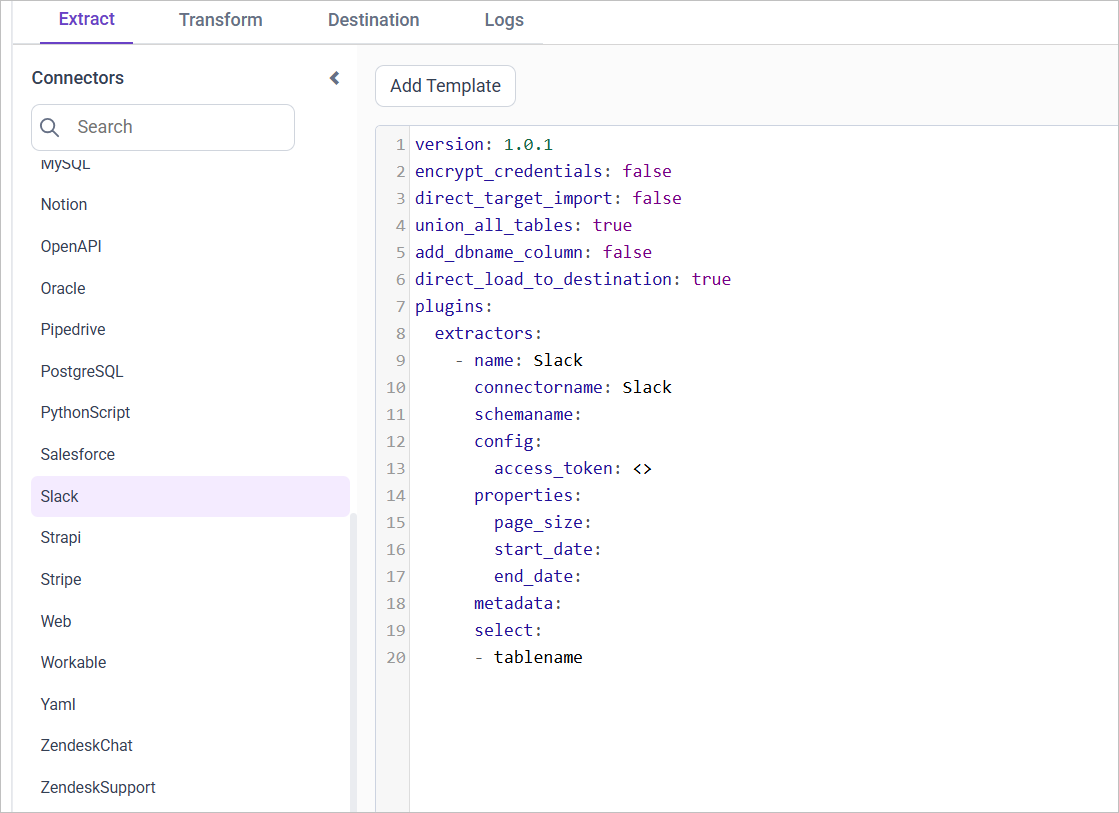 Extract
Transform
Destination
Logs
Connectors
Search
MySQL
Notion
OpenAPI
Oracle
Pipedrive
PostgreSQL
PythonScript
Salesforce
Slack
Strapi
Stripe
Web
Workable
Yaml
ZendeskChat
ZendeskSupport
Add Template
1 version: 1.0.1
2 encrypt_credentials: false
3 direct_target_import: false
4 union_all_tables: true
5 add_dbname_column: false
6 direct_load_to_destination: true
7 plugins:
8   extractors:
9     - name: Slack
10       connectorname: Slack
11       schemaname:
12       config:
13         access_token: <>
14       properties:
15         page_size:
16         start_date:
17         end_date:
18       metadata:
19       select:
20       - tablename